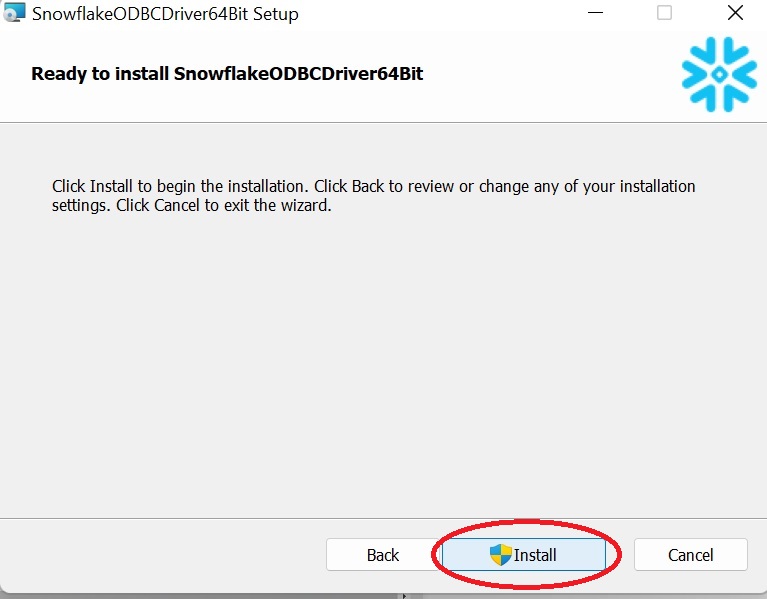 SnowflakeODBCDriver64Bit Setup
Ready to install SnowflakeODBCDriver64Bit
Click Install to begin the installation. Click Back to review or change any of your installation
settings. Click Cancel to exit the wizard.
Back Install Cancel